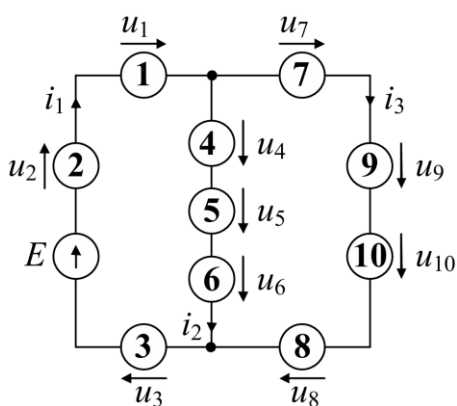 u₁ u₇
1 7
i₁ i₃
4 u₄
u₂ 2 9 u₉
5 u₅
E 10 u₁₀
6 u₆
i₂
3 8
u₃ u₈